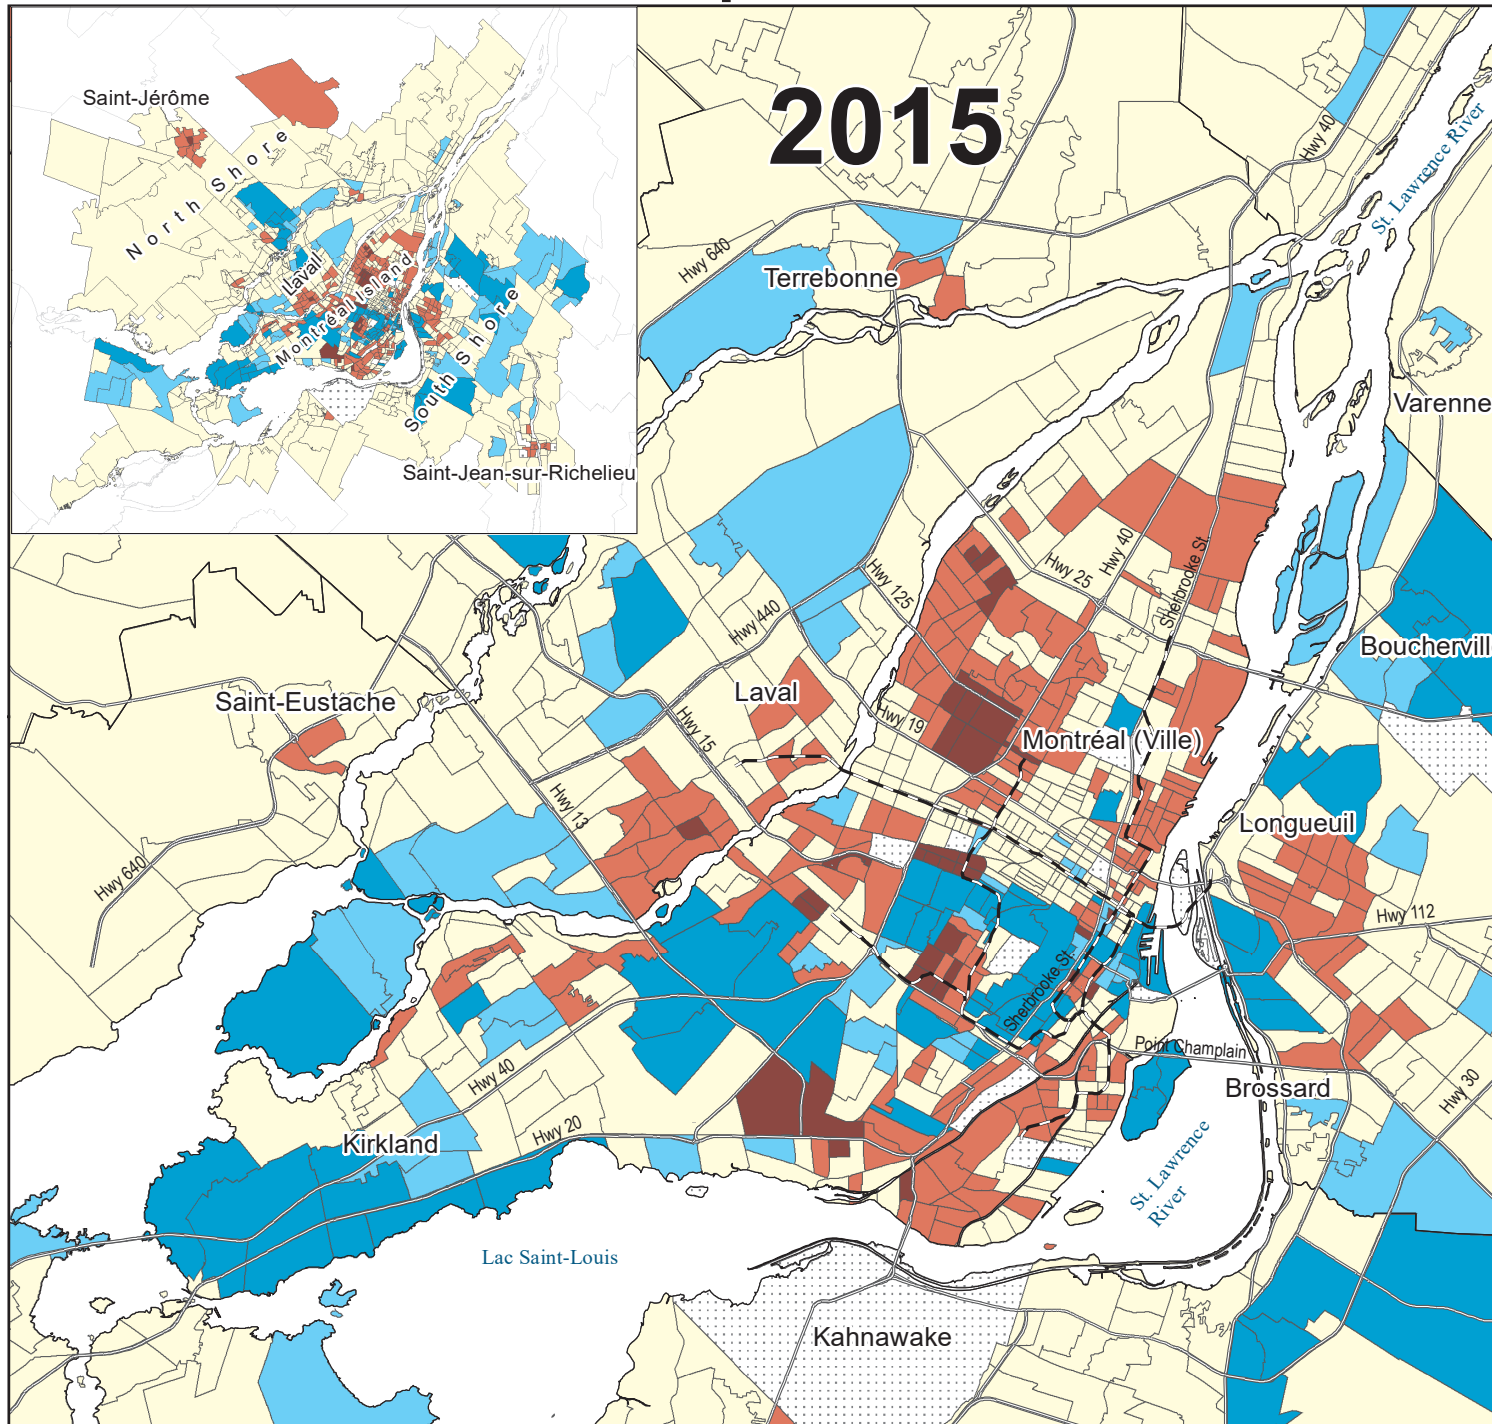 2015
Saint-Jérôme
North Shore
Laval
Montréal Island
South Shore
Saint-Jean-sur-Richelieu
Hwy 40
St. Lawrence River
Hwy 640
Terrebonne
Varenne
Hwy 25
Hwy 40
Sherbrooke St.
Hwy 125
Hwy 440
Bouchervill
Saint-Eustache
Laval
Hwy 15
Hwy 19
Montréal (Ville)
Hwy 13
Longueuil
Hwy 640
Hwy 112
Sherbrooke St.
Point Champlain
Hwy 40
Brossard
Hwy 30
Kirkland
Hwy 20
St. Lawrence
River
Lac Saint-Louis
Kahnawake